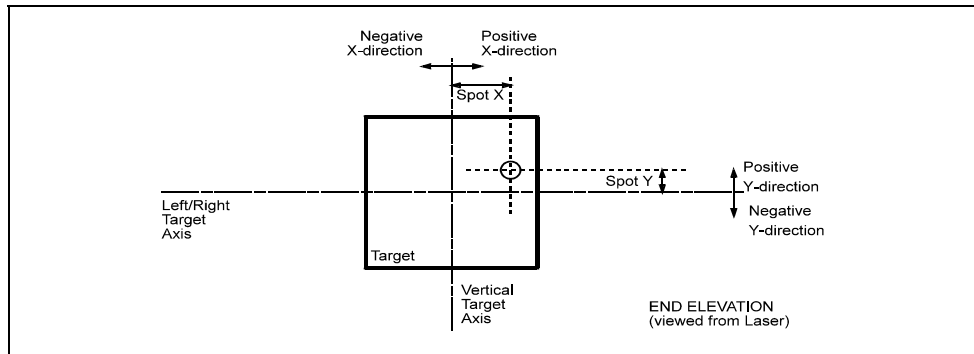 Negative
X-direction
Positive
X-direction
Spot X
Spot Y
Positive
Y-direction
Negative
Y-direction
Left/Right
Target
Axis
Target
Vertical
Target
Axis
END ELEVATION
(viewed from Laser)